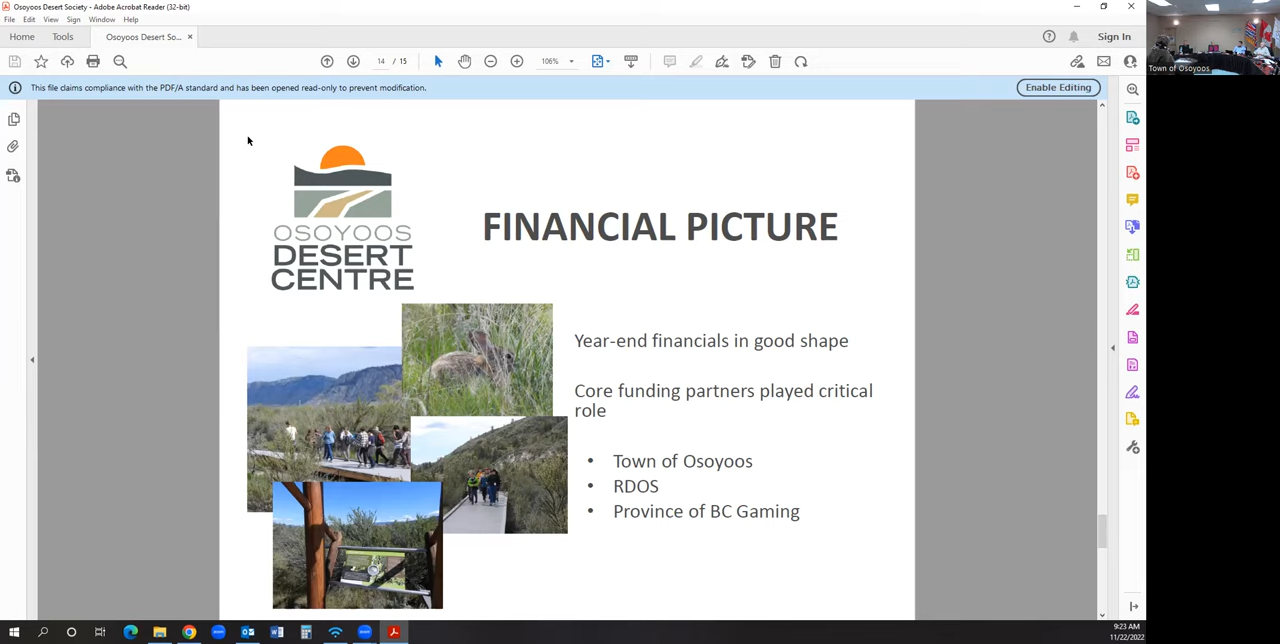 Osoyoos Desert Society - Adobe Acrobat Reader (32-bit)
File Edit View Sign Window Help
Home Tools Osoyoos Desert So... × Sign In
14 / 15 106%
This file claims compliance with the PDF/A standard and has been opened read-only to prevent modification. Enable Editing
Town of Osoyoos
OSOYOOS
DESERT
CENTRE
FINANCIAL PICTURE
Year-end financials in good shape
Core funding partners played critical
role
• Town of Osoyoos
• RDOS
• Province of BC Gaming
9:23 AM
11/22/2022